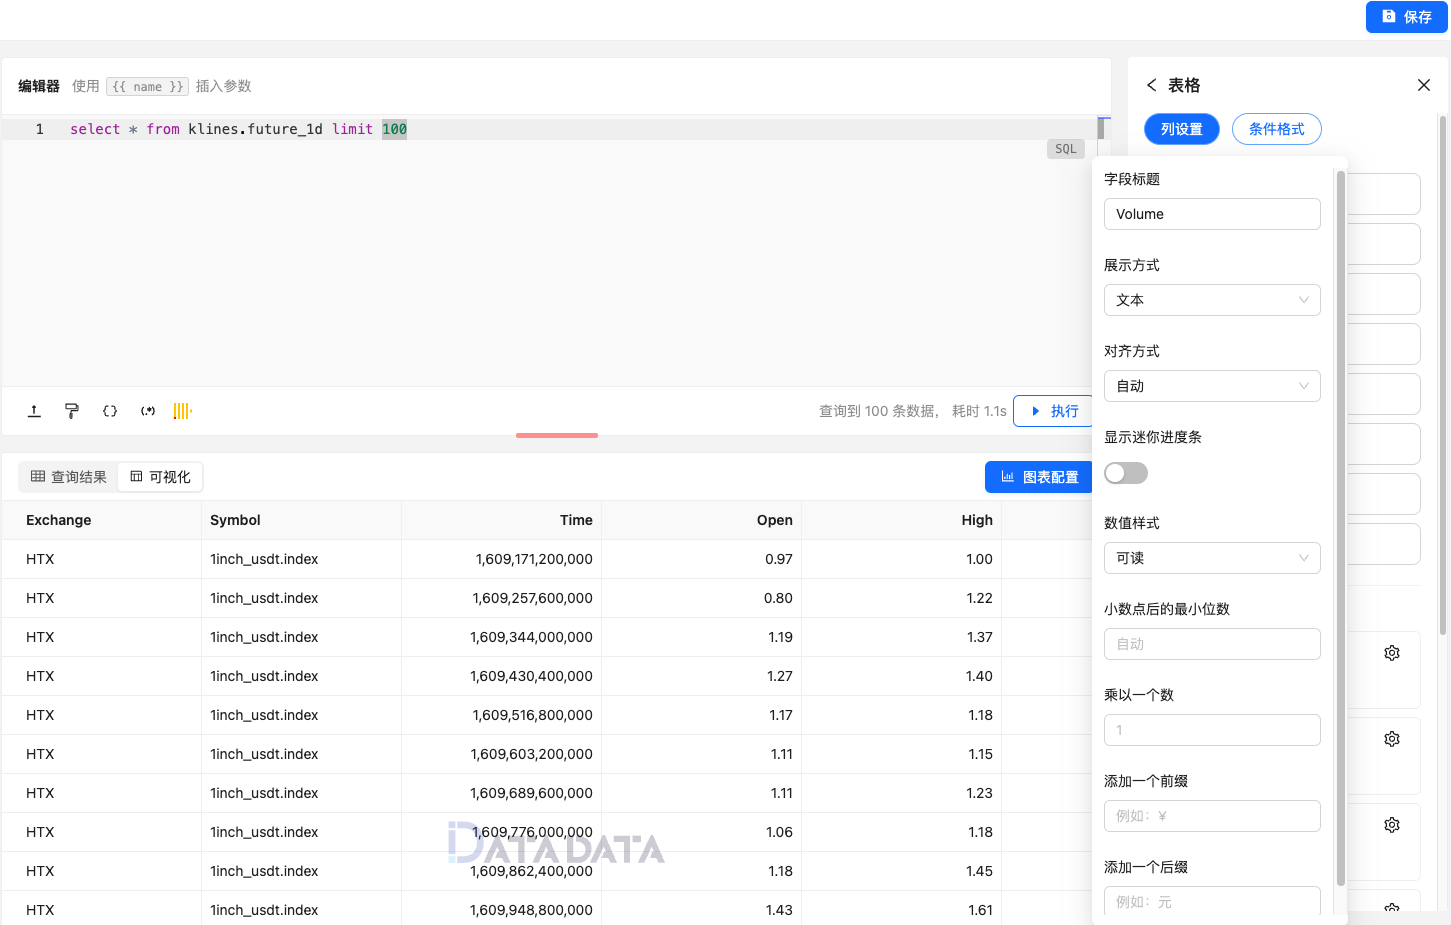 保存
编辑器 使用 {{ name }} 插入参数
1 select * from klines.future_1d limit 100
SQL
查询到 100 条数据， 耗时 1.1s
执行
查询结果
可视化
图表配置
Exchange Symbol Time Open High
HTX 1inch_usdt.index 1,609,171,200,000 0.97 1.00
HTX 1inch_usdt.index 1,609,257,600,000 0.80 1.22
HTX 1inch_usdt.index 1,609,344,000,000 1.19 1.37
HTX 1inch_usdt.index 1,609,430,400,000 1.27 1.40
HTX 1inch_usdt.index 1,609,516,800,000 1.17 1.18
HTX 1inch_usdt.index 1,609,603,200,000 1.11 1.15
HTX 1inch_usdt.index 1,609,689,600,000 1.11 1.23
HTX 1inch_usdt.index 1,609,776,000,000 1.06 1.18
HTX 1inch_usdt.index 1,609,862,400,000 1.18 1.45
HTX 1inch_usdt.index 1,609,948,800,000 1.43 1.61
DATADATA
表格
列设置
条件格式
字段标题
Volume
展示方式
文本
对齐方式
自动
显示迷你进度条
数值样式
可读
小数点后的最小位数
自动
乘以一个数
1
添加一个前缀
例如：¥
添加一个后缀
例如：元